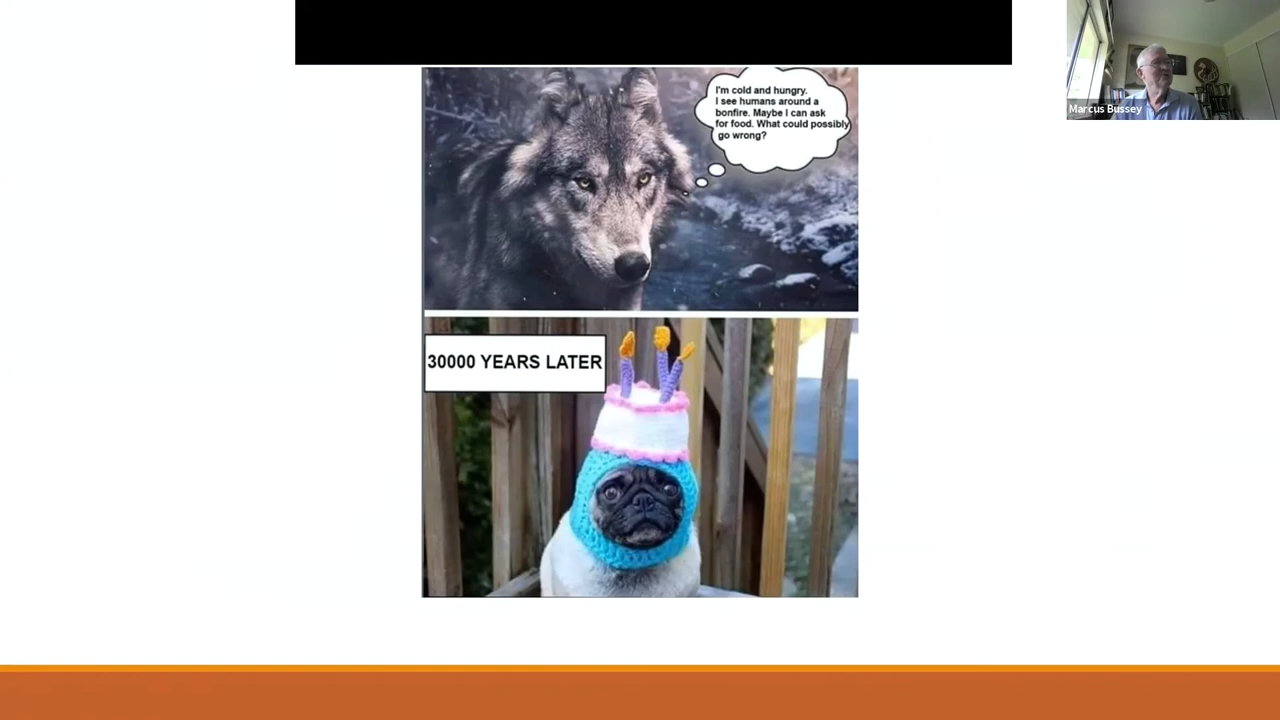 I'm cold and hungry.
I see humans around a
bonfire. Maybe I can ask
for food. What could possibly
go wrong?
Marcus Bussey
30000 YEARS LATER